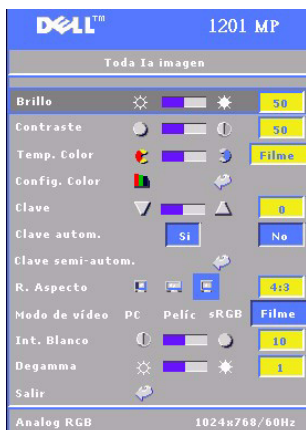 DELL™ 1201 MP
Toda Ia imagen
Brillo 50
Contraste 50
Temp. Color Filme
Config. Color
Clave 0
Clave autom. Si No
Clave semi-autom.
R. Aspecto 4:3
Modo de vídeo PC Pelíc sRGB Filme
Int. Blanco 10
Degamma 1
Salir
Analog RGB 1024x768/60Hz